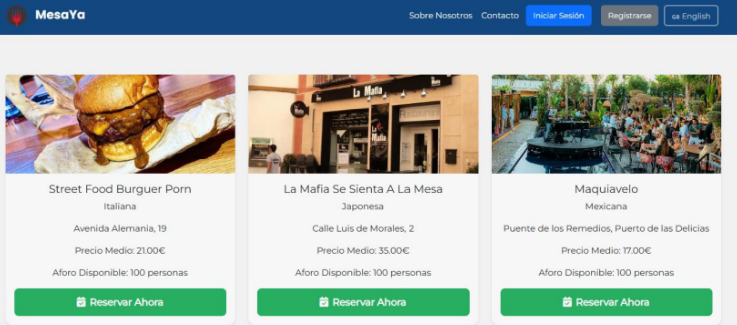 MesaYa
Sobre Nosotros Contacto Iniciar Sesión Registrarse GB English
La Mafia
La
Mafia
Street Food Burguer Porn
Italiana
Avenida Alemania, 19
Precio Medio: 21.00€
Aforo Disponible: 100 personas
Reservar Ahora
La Mafia Se Sienta A La Mesa
Japonesa
Calle Luis de Morales, 2
Precio Medio: 35.00€
Aforo Disponible: 100 personas
Reservar Ahora
Maquiavelo
Mexicana
Puente de los Remedios, Puerto de las Delicias
Precio Medio: 17.00€
Aforo Disponible: 100 personas
Reservar Ahora